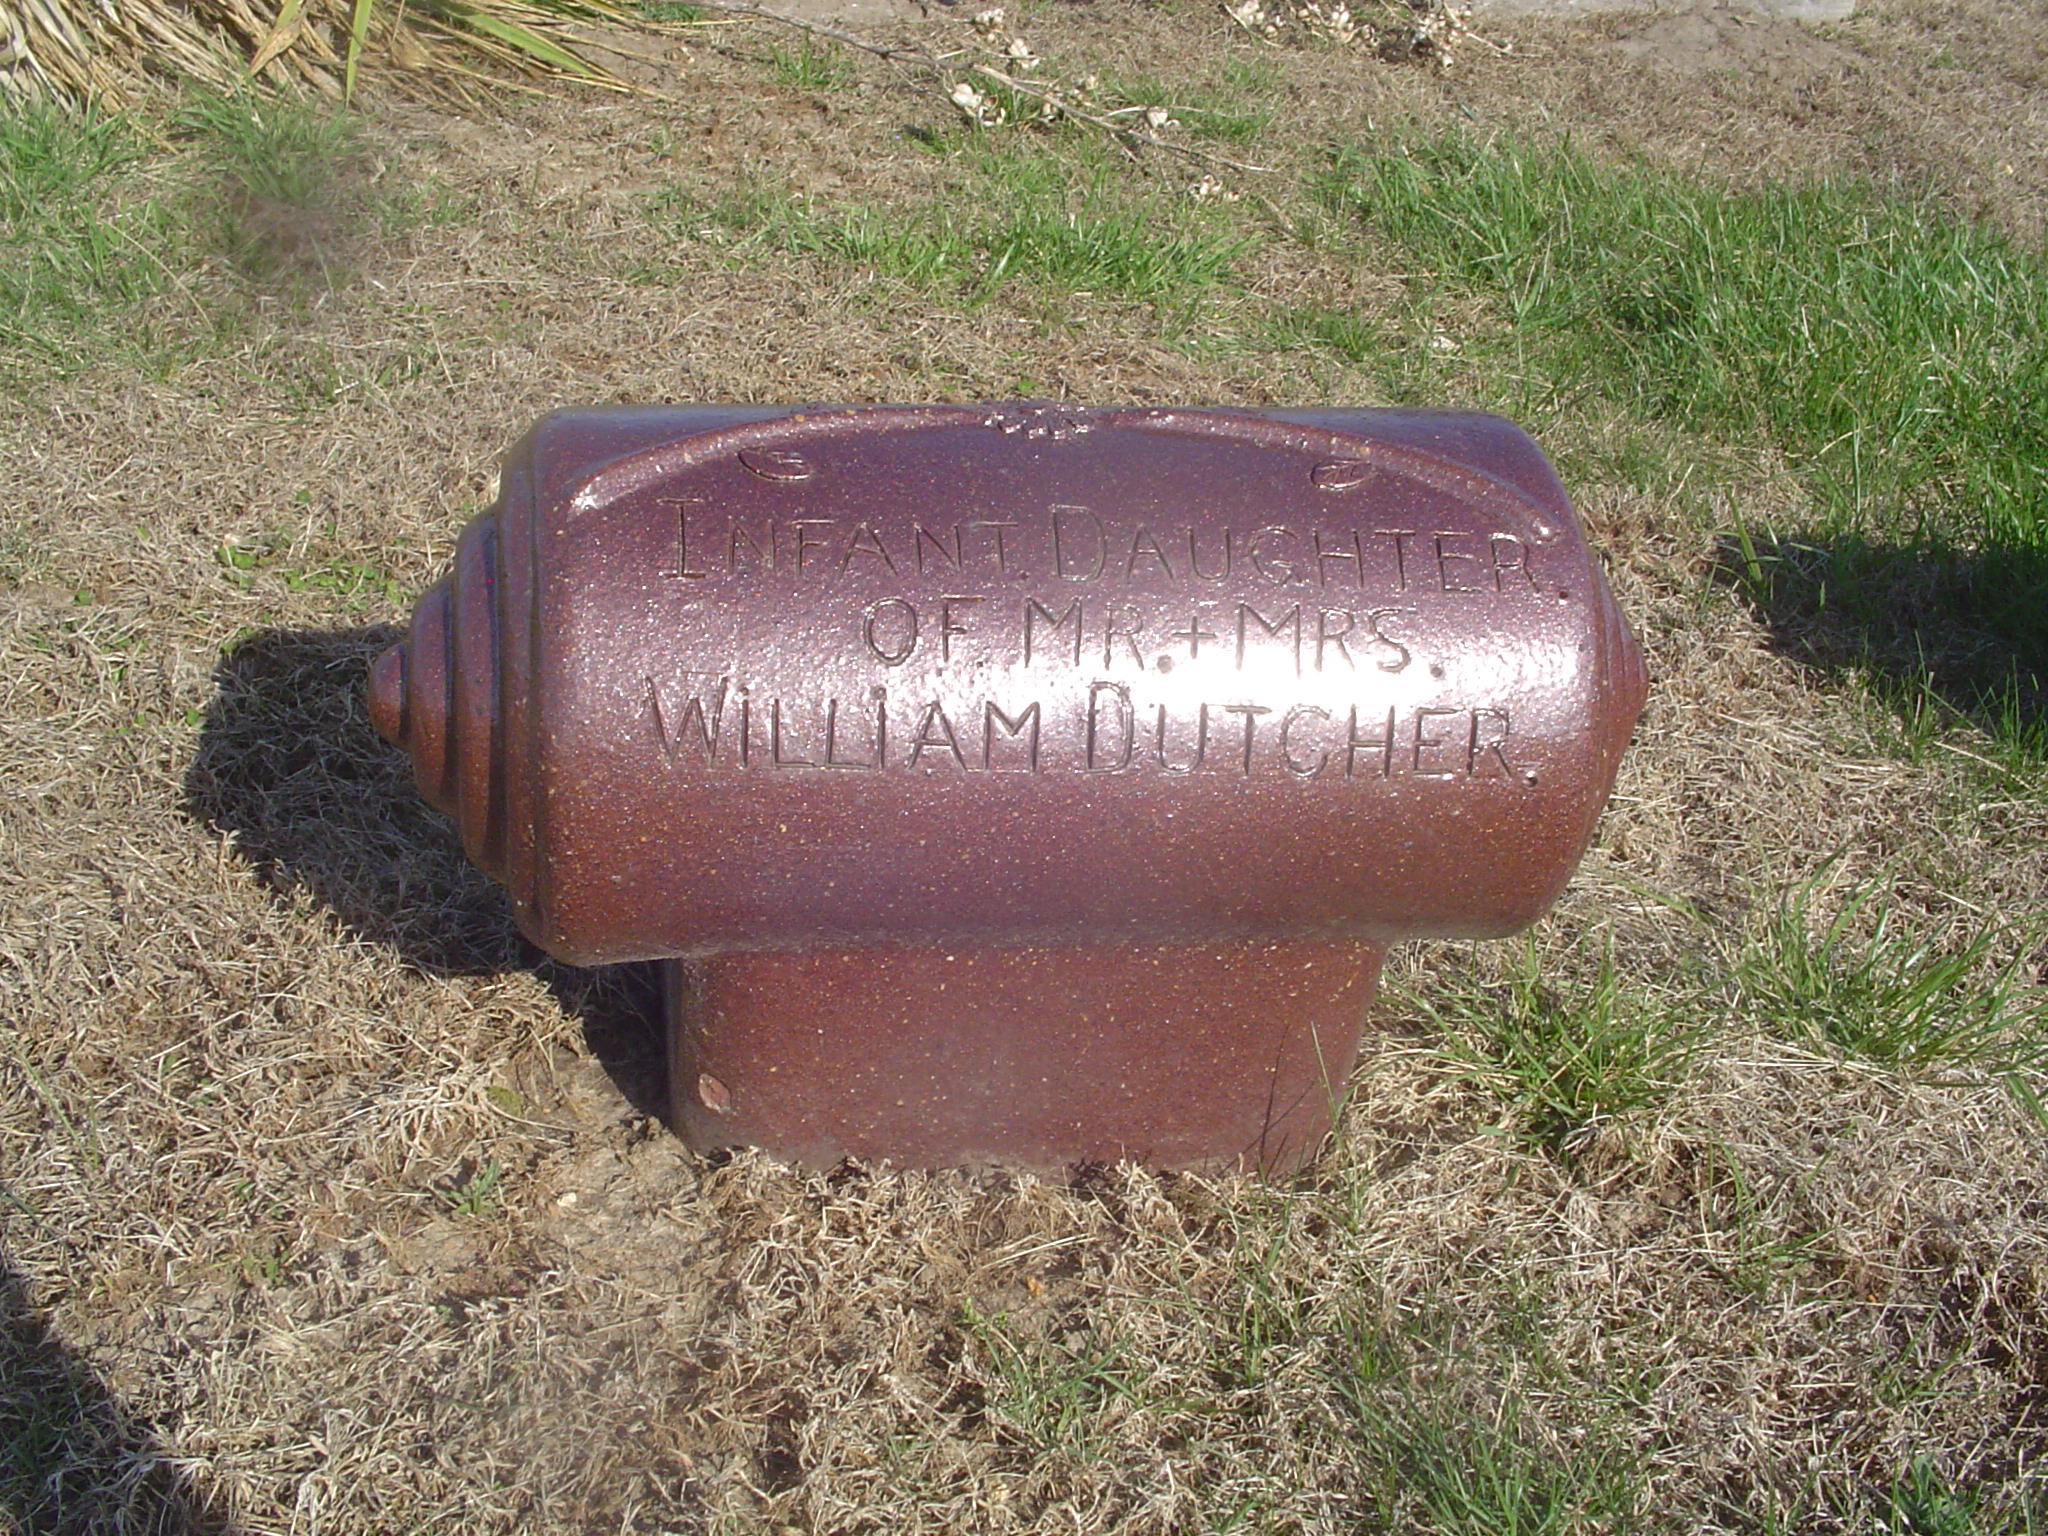 INFANT DAUGHTER.
OF MR. + MRS.
WiLLiAM DUTCHER.